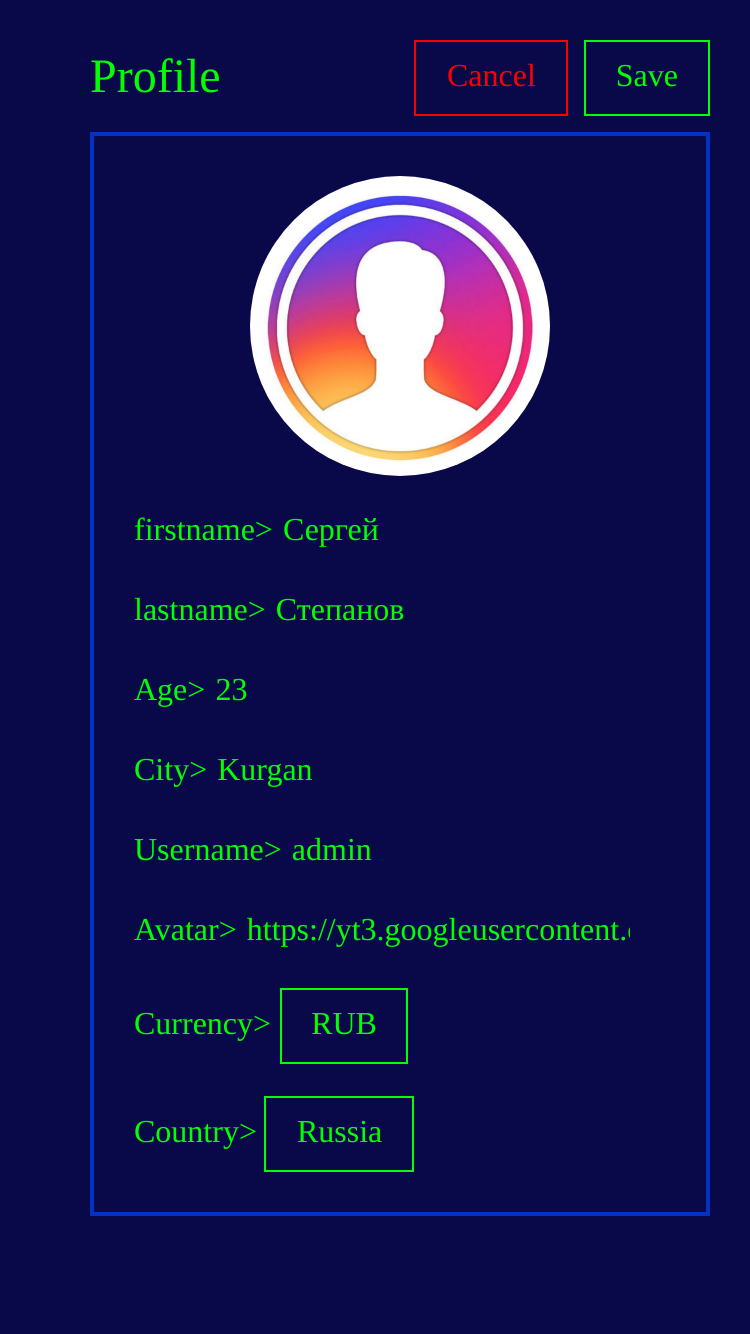 Profile
Cancel
Save
firstname> Сергей
lastname> Степанов
Age> 23
City> Kurgan
Username> admin
Avatar> https://yt3.googleusercontent.
Currency> RUB
Country> Russia